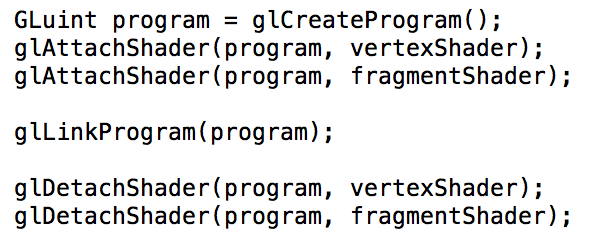 GLuint program = glCreateProgram();
glAttachShader(program, vertexShader);
glAttachShader(program, fragmentShader);
glLinkProgram(program);
glDetachShader(program, vertexShader);
glDetachShader(program, fragmentShader);